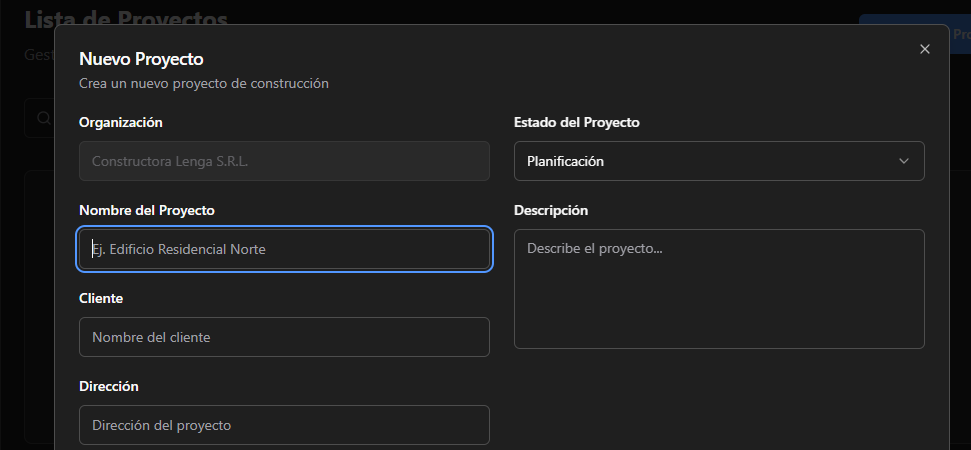 Lista de Proyectos
Gest
Pro
Nuevo Proyecto
Crea un nuevo proyecto de construcción
Organización
Constructora Lenga S.R.L.
Estado del Proyecto
Planificación
Nombre del Proyecto
Ej. Edificio Residencial Norte
Descripción
Describe el proyecto...
Cliente
Nombre del cliente
Dirección
Dirección del proyecto